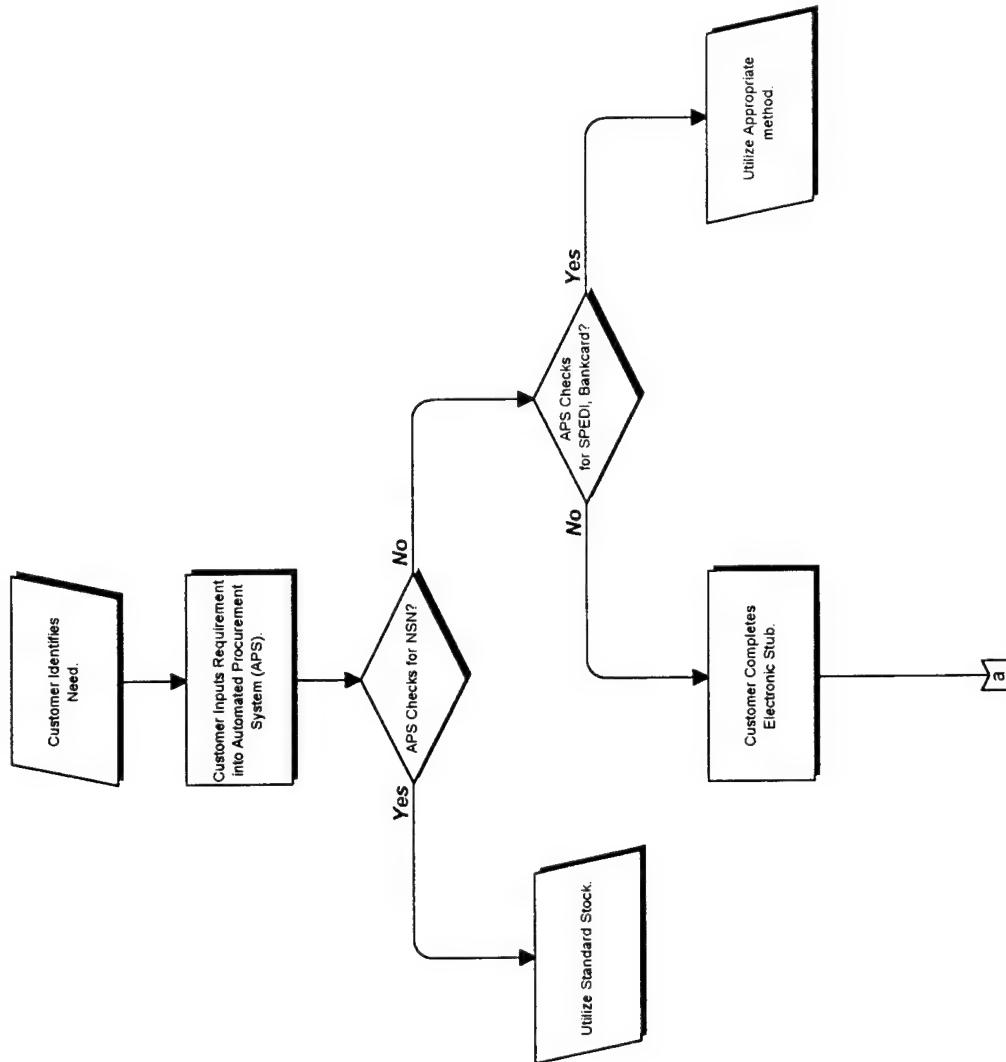 Customer Identifies
Need.
Customer Inputs Requirement
into Automated Procurement
System (APS).
APS Checks for NSN?
Yes
No
Utilize Standard Stock.
APS Checks
for SPEDI, Bankcard?
No
Yes
Customer Completes
Electronic Stub.
Utilize Appropriate
method.
a